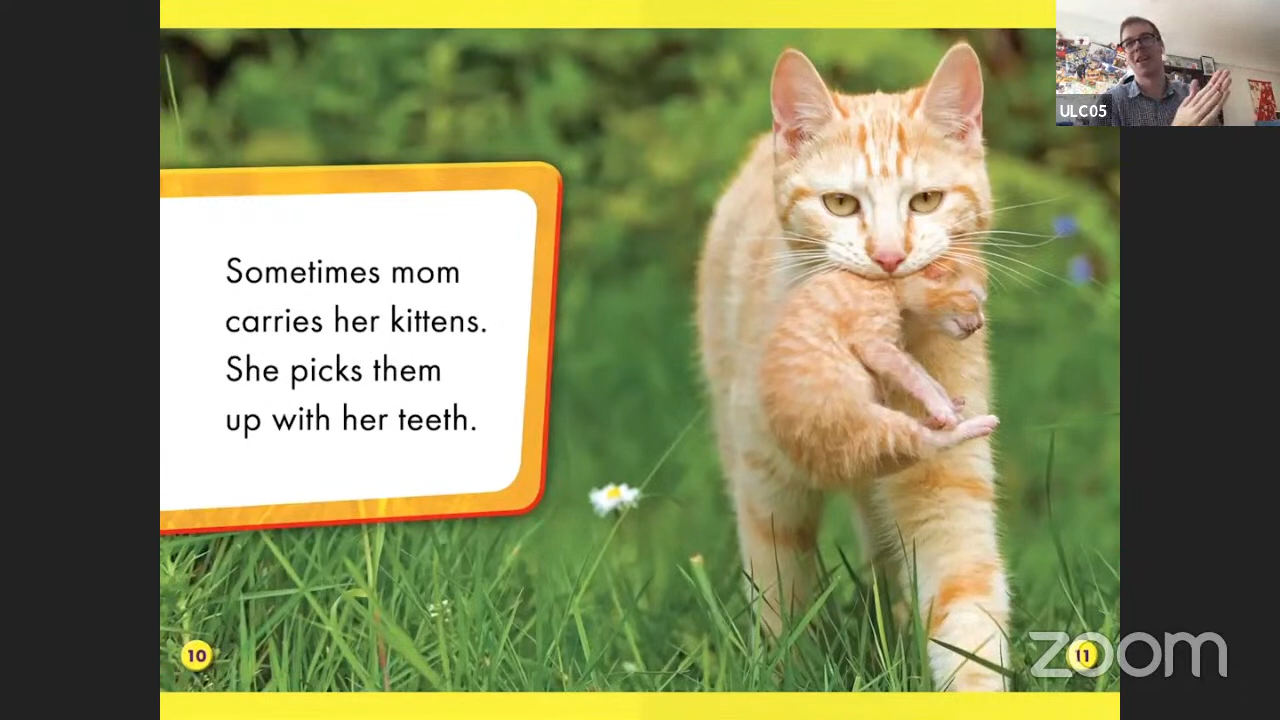 ULC05
Sometimes mom
carries her kittens.
She picks them
up with her teeth.
10
11
zoom